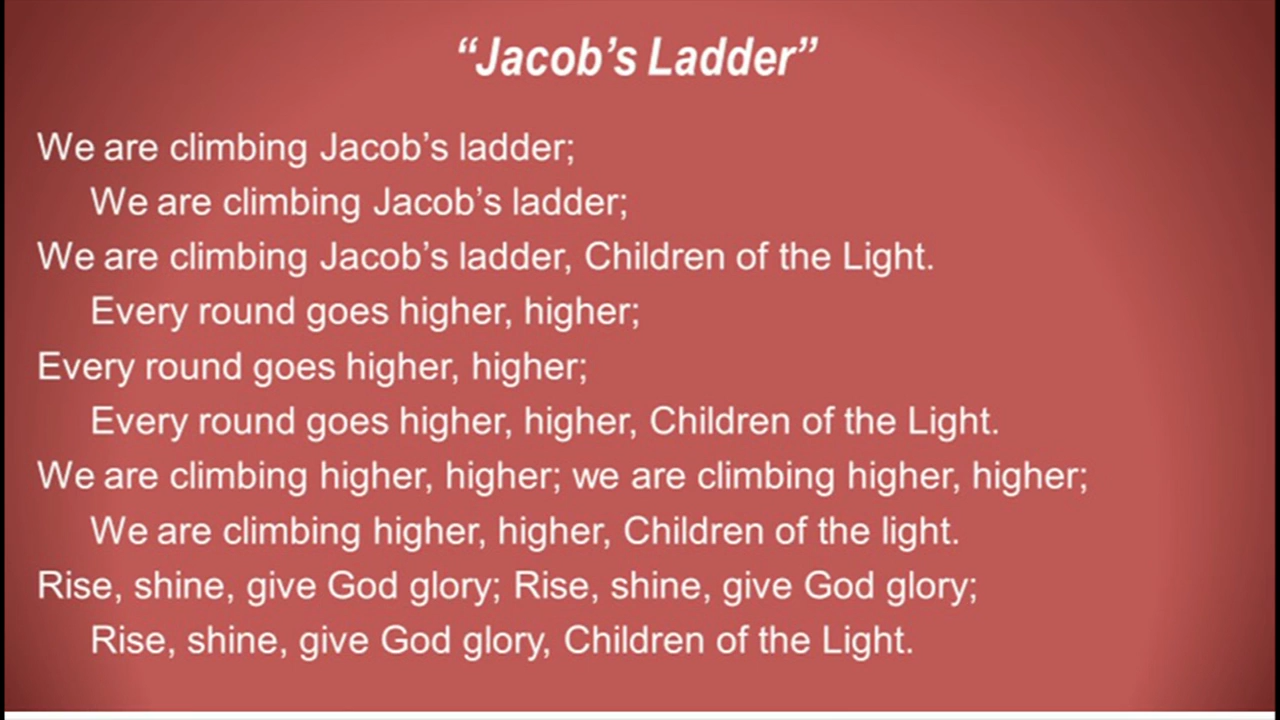 “Jacob’s Ladder”
We are climbing Jacob’s ladder;
We are climbing Jacob’s ladder;
We are climbing Jacob’s ladder, Children of the Light.
Every round goes higher, higher;
Every round goes higher, higher;
Every round goes higher, higher, Children of the Light.
We are climbing higher, higher; we are climbing higher, higher;
We are climbing higher, higher, Children of the light.
Rise, shine, give God glory; Rise, shine, give God glory;
Rise, shine, give God glory, Children of the Light.